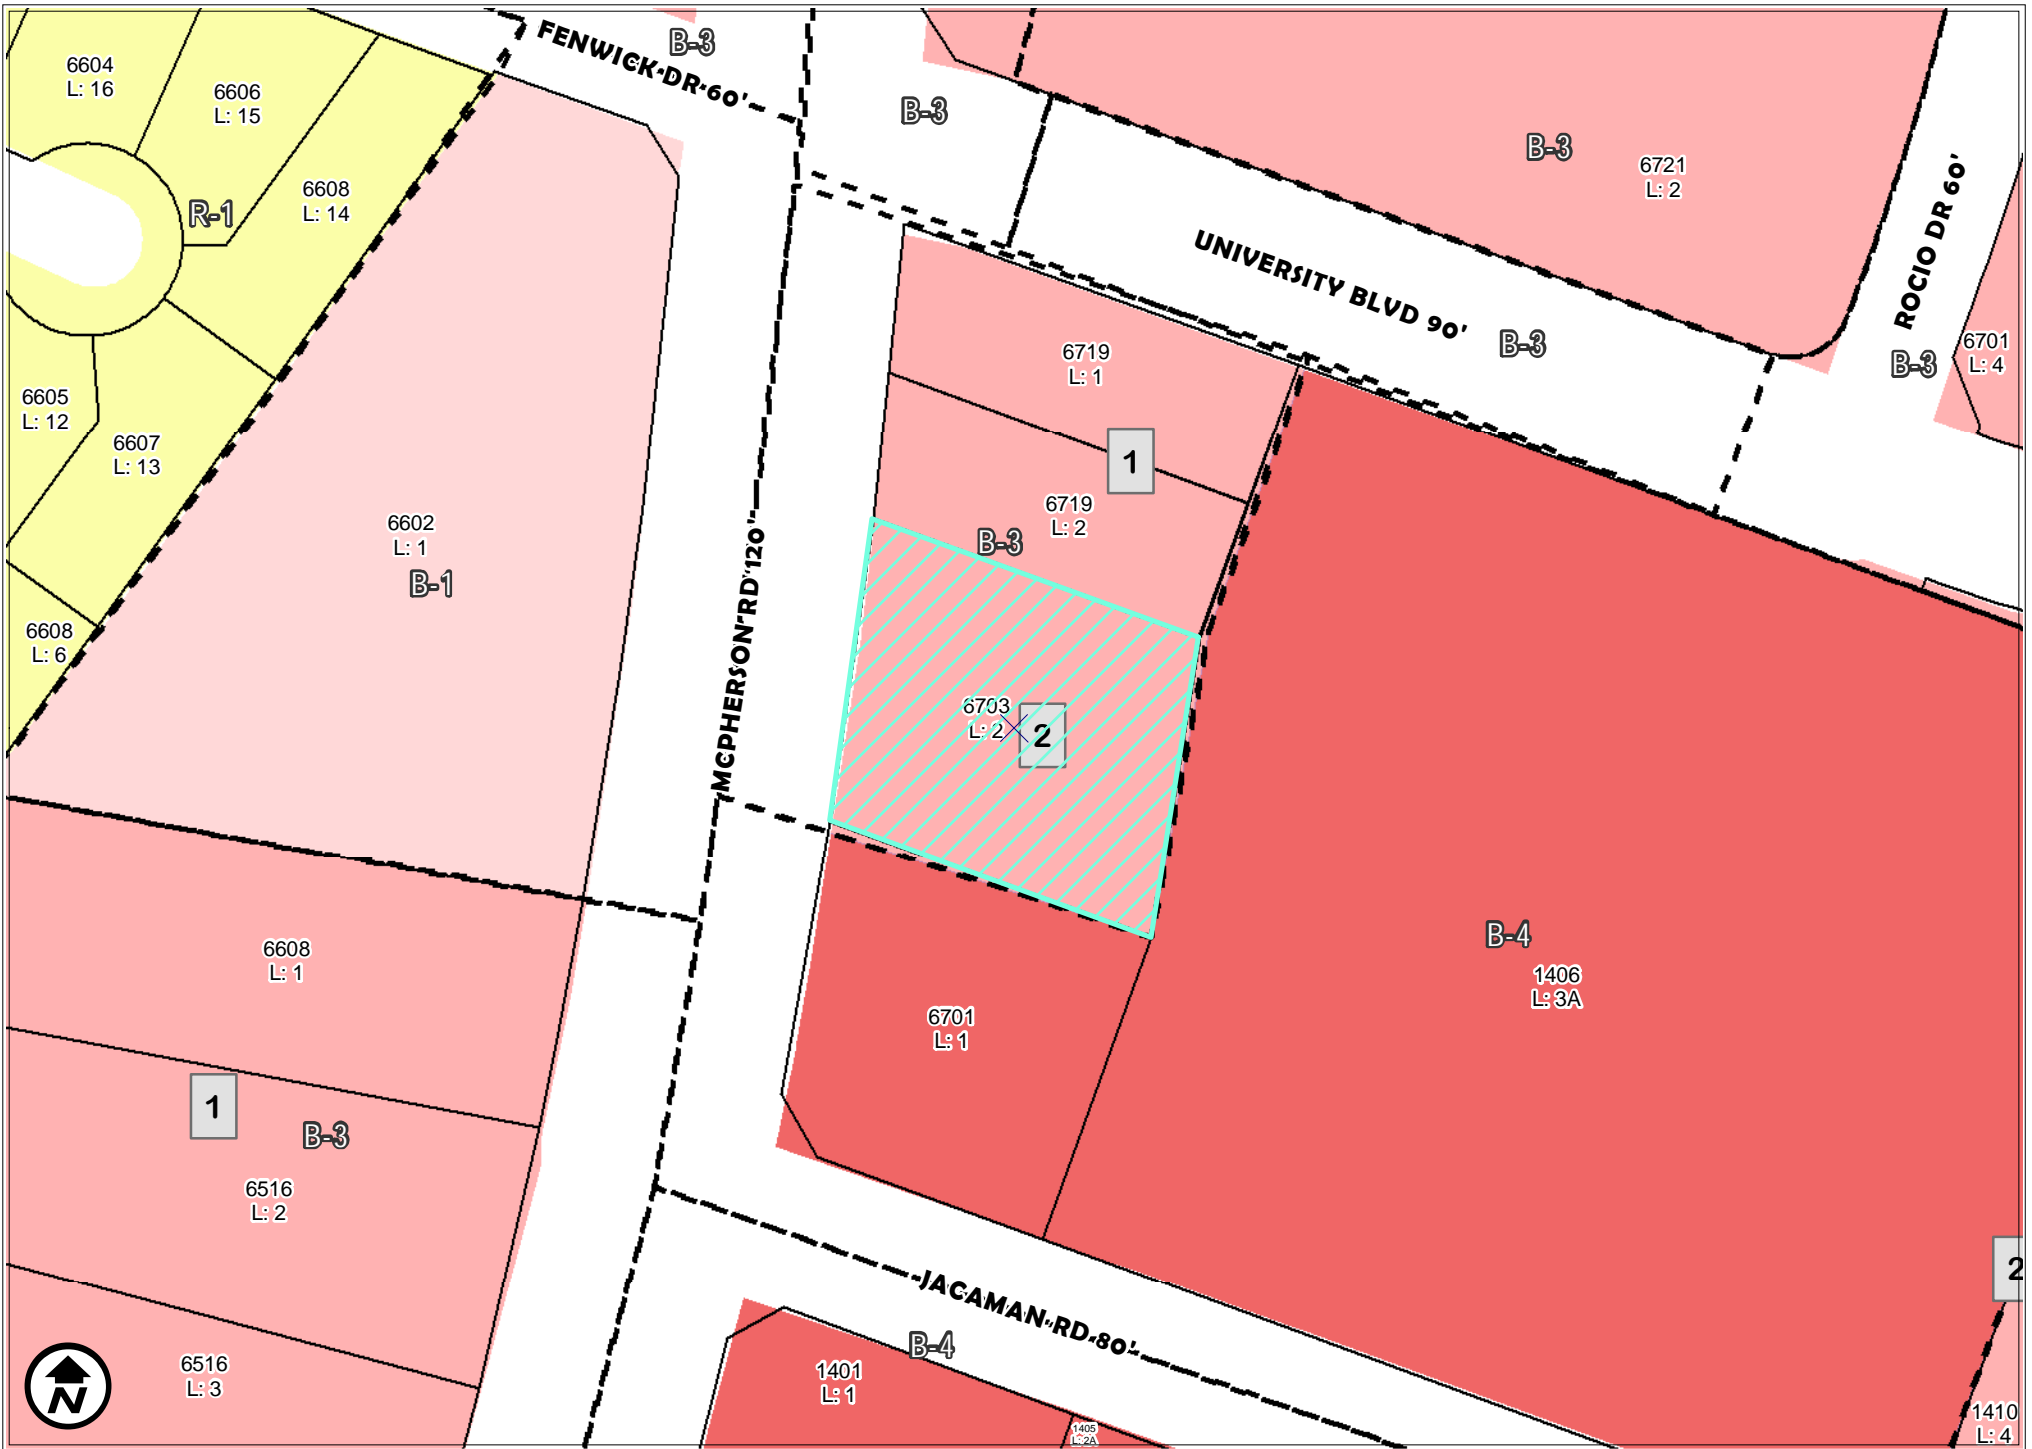 FENWICK DR 60'
B-3
6604
L: 16
6606
L: 15
B-3
B-3
6721
L: 2
ROCIO DR 60'
R-1
6608
L: 14
UNIVERSITY BLVD 90'
B-3
B-3
6701
L: 4
6719
L: 1
6605
L: 12
6607
L: 13
1
6719
L: 2
B-3
6602
L: 1
B-1
MCPHERSON RD 120'
6608
L: 6
6703
L: 2
2
B-4
1406
L: 3A
6608
L: 1
6701
L: 1
1
B-3
6516
L: 2
2
JACAMAN RD 80'
B-4
6516
L: 3
1401
L: 1
1405
L: 2A
1410
L: 4
N